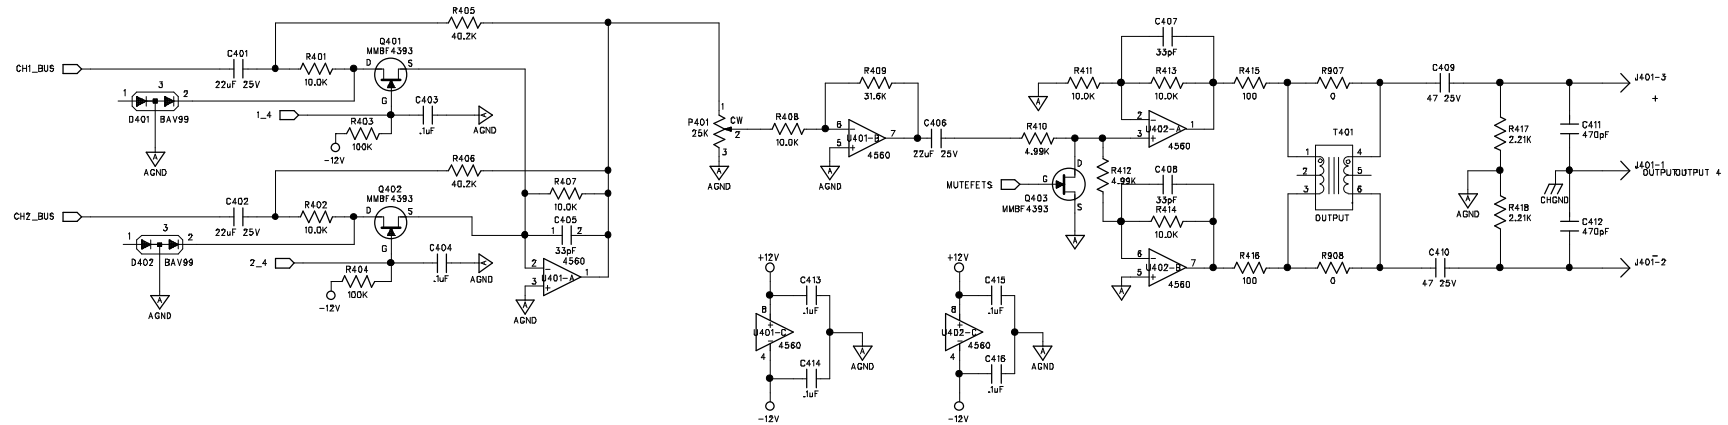 CH1_BUS
C401
22uF 25V
R401
10.0K
R405
40.2K
Q401
MMBF4393
D
S
G
1
3
2
D401
BAV99
AGND
1_4
R403
100K
-12V
C403
.1uF
AGND
CH2_BUS
C402
22uF 25V
R402
10.0K
R406
40.2K
Q402
MMBF4393
D
S
G
1
3
2
D402
BAV99
AGND
2_4
R404
100K
-12V
C404
.1uF
AGND
R407
10.0K
C405
1
2
33pF
4560
2
3
U401-A
1
AGND
P401
25K
1
CW
2
3
AGND
R408
10.0K
R409
31.6K
6
5
U401-B
7
4560
AGND
C406
22uF 25V
R410
4.99K
MUTEFETS
G
D
S
Q403
MMBF4393
R412
4.99K
R411
10.0K
C407
33pF
R413
10.0K
2
3
U402-A
1
4560
C408
33pF
R414
10.0K
6
5
U402-B
7
4560
R415
100
R416
100
R907
0
R908
0
T401
1
2
3
4
5
6
OUTPUT
C409
47 25V
C410
47 25V
R417
2.21K
R418
2.21K
AGND
C411
470pF
C412
470pF
CHGND
J401-3
+
J401-1
OUTPUTOUTPUT 4
-
J401-2
+12V
8
U401-C
4
4560
C413
.1uF
C414
.1uF
AGND
-12V
+12V
8
U402-C
4
4560
C415
.1uF
C416
.1uF
AGND
-12V